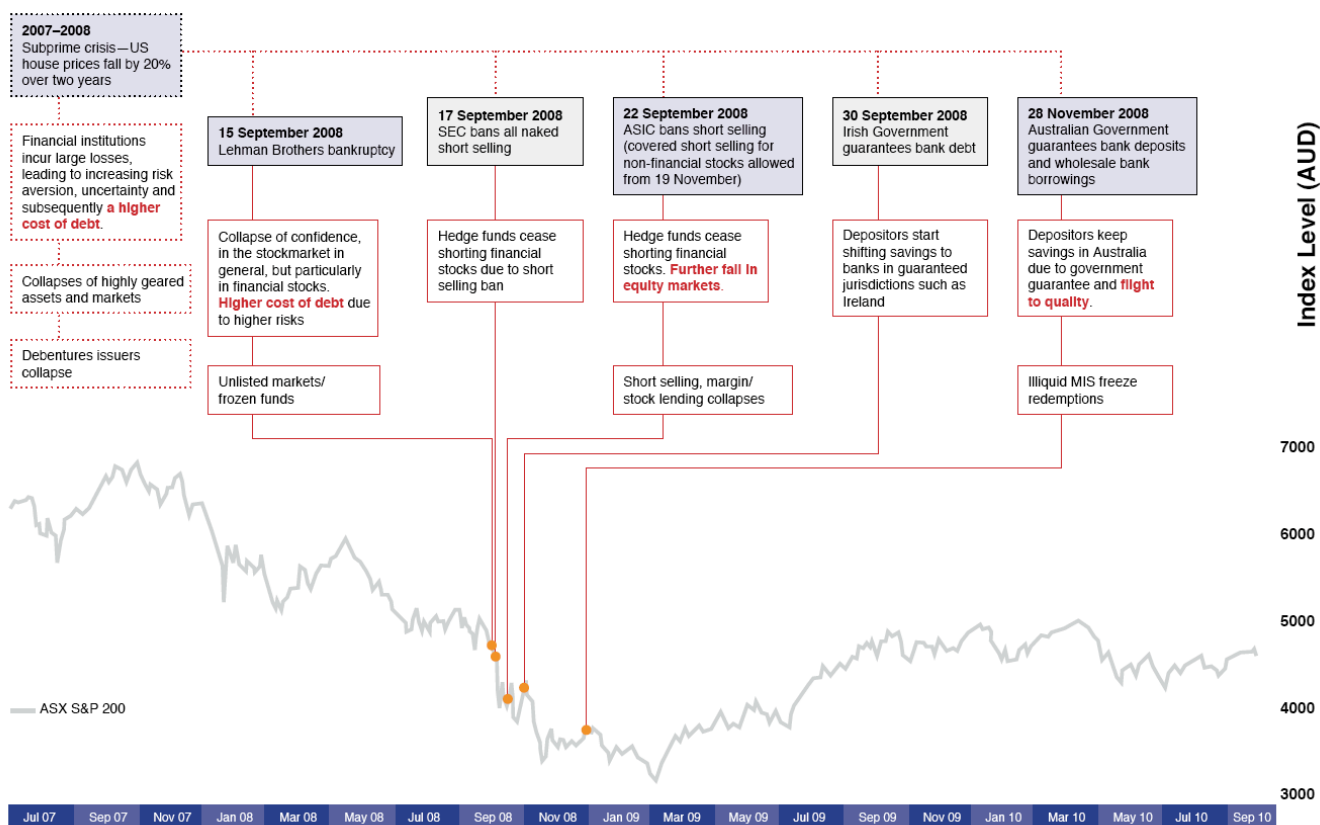 2007–2008
Subprime crisis—US
house prices fall by 20%
over two years
Financial institutions
incur large losses,
leading to increasing risk
aversion, uncertainty and
subsequently a higher
cost of debt.
Collapses of highly geared
assets and markets
Debentures issuers
collapse
15 September 2008
Lehman Brothers bankruptcy
Collapse of confidence,
in the stockmarket in
general, but particularly
in financial stocks.
Higher cost of debt due
to higher risks
Unlisted markets/
frozen funds
17 September 2008
SEC bans all naked
short selling
Hedge funds cease
shorting financial
stocks due to short
selling ban
22 September 2008
ASIC bans short selling
(covered short selling for
non-financial stocks allowed
from 19 November)
Hedge funds cease
shorting financial
stocks. Further fall in
equity markets.
Short selling, margin/
stock lending collapses
30 September 2008
Irish Government
guarantees bank debt
Depositors start
shifting savings to
banks in guaranteed
jurisdictions such as
Ireland
28 November 2008
Australian Government
guarantees bank deposits
and wholesale bank
borrowings
Depositors keep
savings in Australia
due to government
guarantee and flight
to quality.
Illiquid MIS freeze
redemptions
Index Level (AUD)
7000
6000
5000
4000
3000
ASX S&P 200
Jul 07
Sep 07
Nov 07
Jan 08
Mar 08
May 08
Jul 08
Sep 08
Nov 08
Jan 09
Mar 09
May 09
Jul 09
Sep 09
Nov 09
Jan 10
Mar 10
May 10
Jul 10
Sep 10